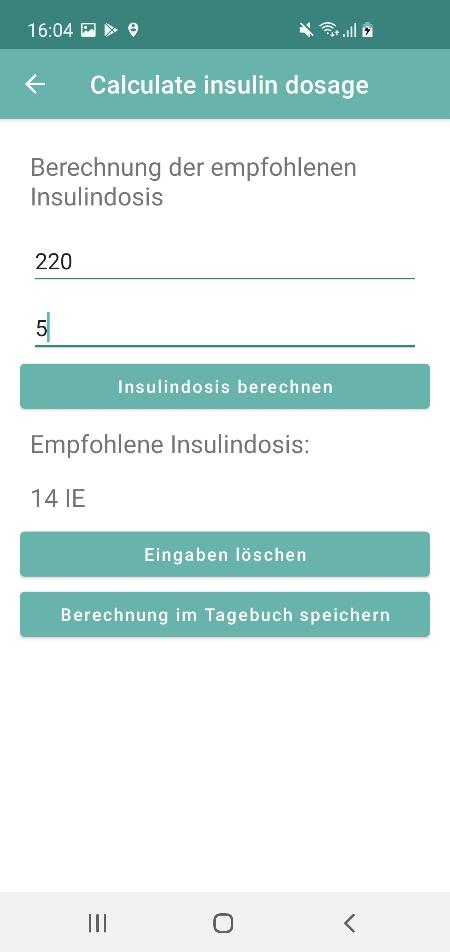 16:04
Calculate insulin dosage
Berechnung der empfohlenen
Insulindosis
220
5
Insulindosis berechnen
Empfohlene Insulindosis:
14 IE
Eingaben löschen
Berechnung im Tagebuch speichern